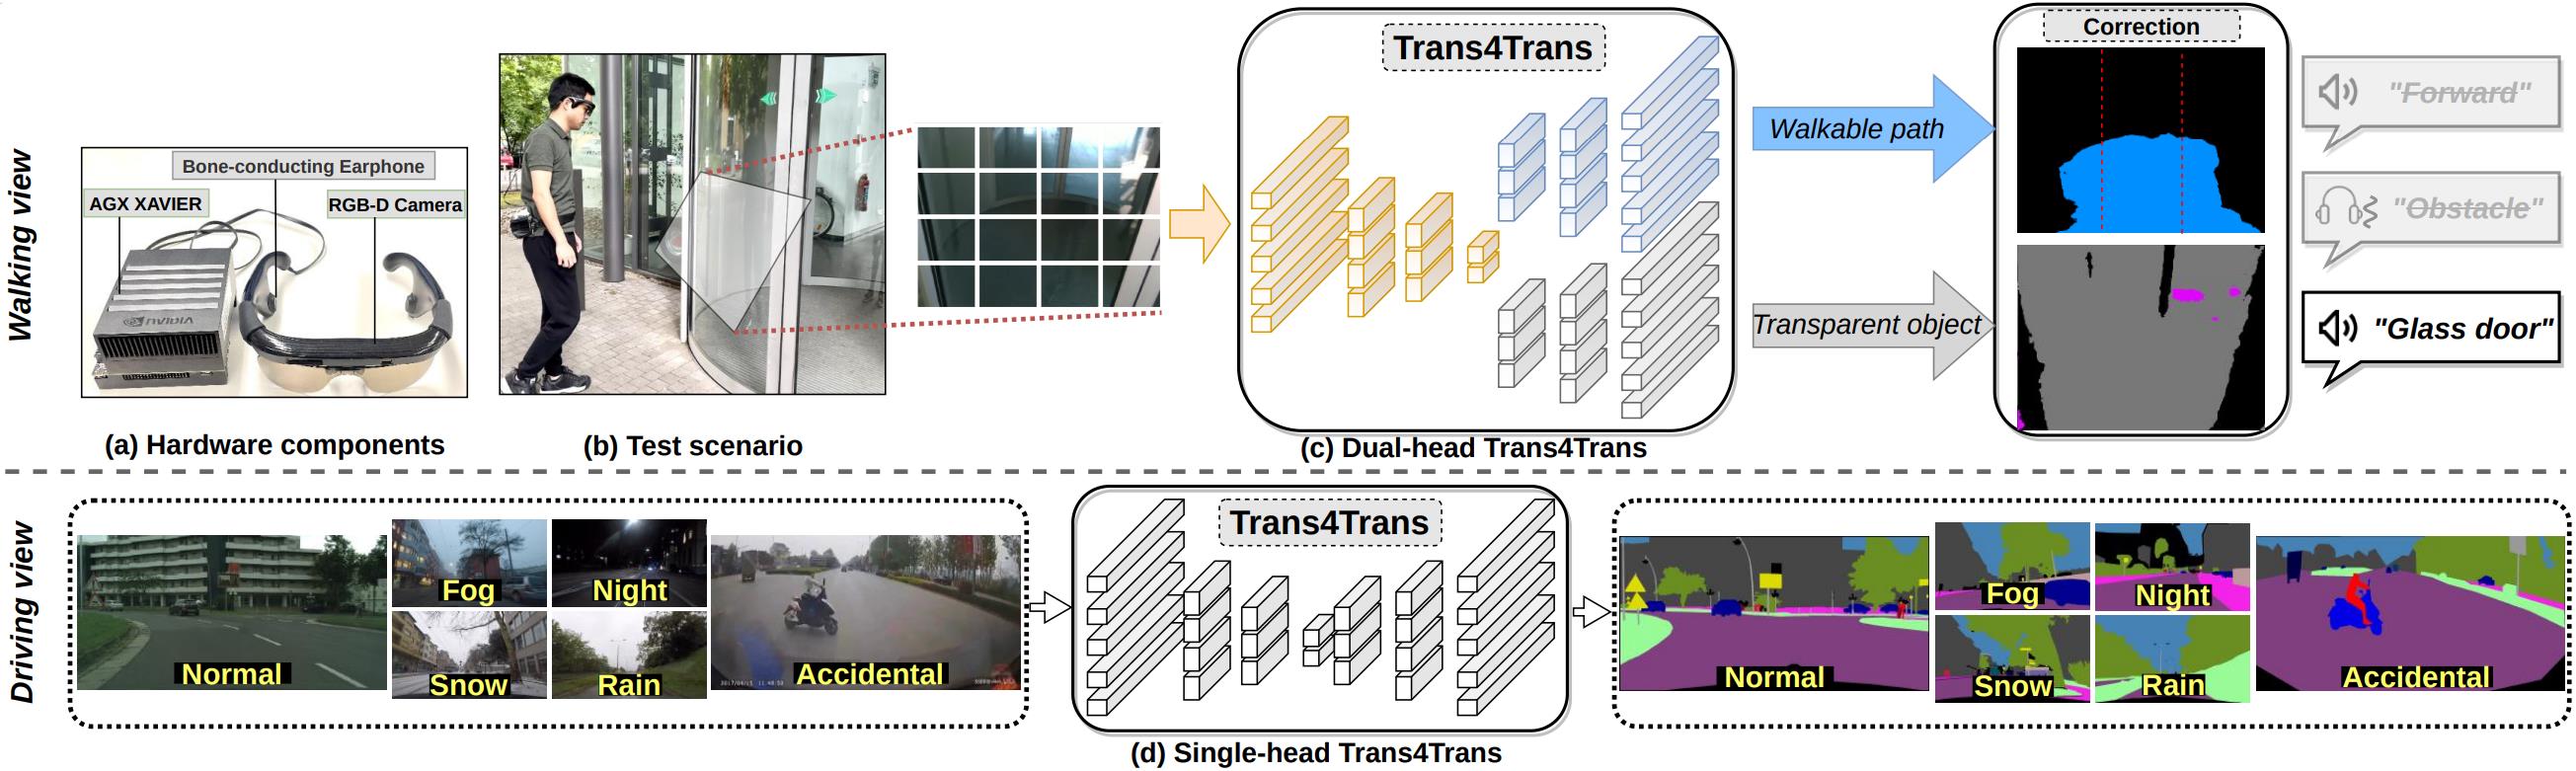 Walking view
Bone-conducting Earphone
AGX XAVIER
RGB-D Camera
NVIDIA
(a) Hardware components
(b) Test scenario
Trans4Trans
(c) Dual-head Trans4Trans
Walkable path
Transparent object
Correction
"Forward"
"Obstacle"
"Glass door"
Driving view
Normal
Fog
Night
Snow
Rain
Accidental
Trans4Trans
(d) Single-head Trans4Trans
Normal
Fog
Night
Snow
Rain
Accidental